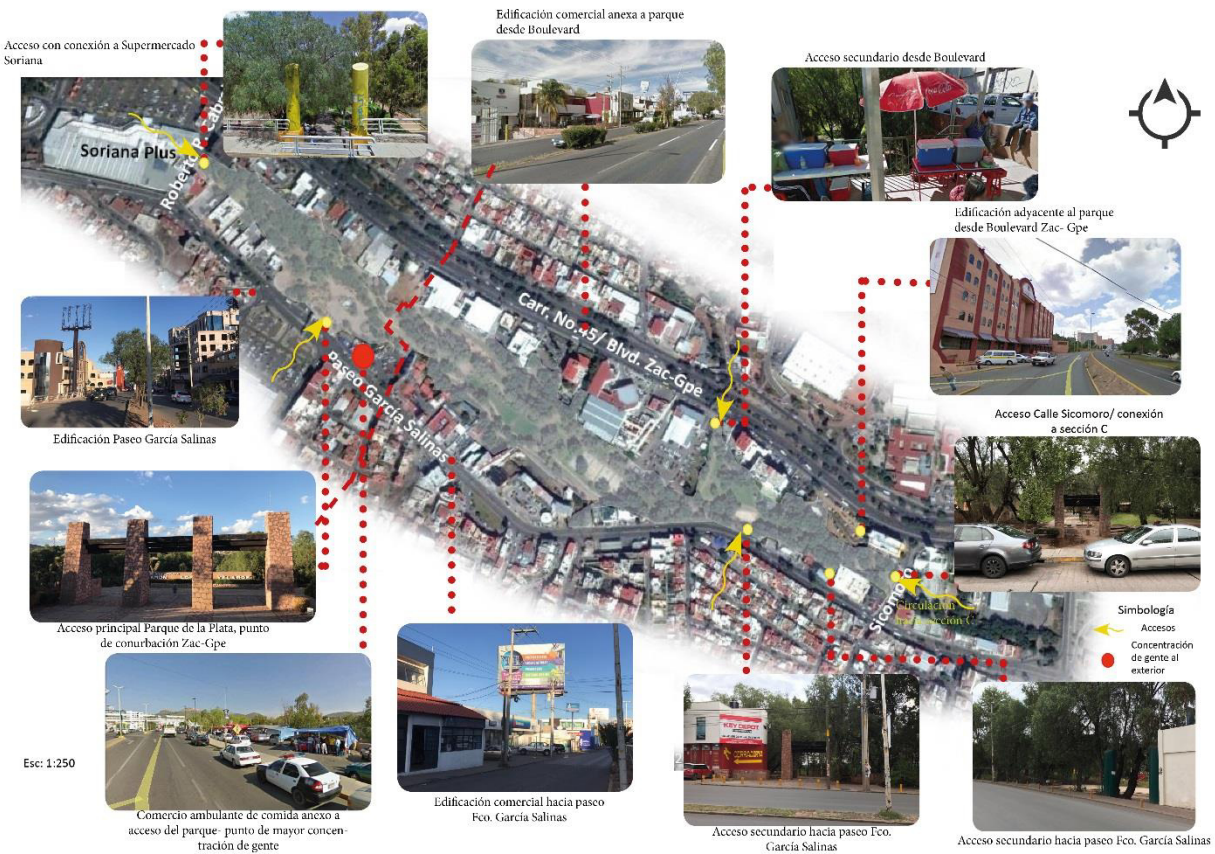 Acceso con conexión a Supermercado
Soriana
Edificación comercial anexa a parque
desde Boulevard
Acceso secundario desde Boulevard
Edificación adyacente al parque
desde Boulevard Zac- Gpe
Soriana Plus
Carr. No.45/ Blvd. Zac-Gpe
Paseo García Salinas
Edificación Paseo García Salinas
Acceso Calle Sicomoro/ conexión
a sección C
Acceso principal Parque de la Plata, punto
de conurbación Zac-Gpe
Sicomoro
Circulación
sección C
Simbología
Accesos
Concentración
de gente al
exterior
Esc: 1:250
KEY DEPOT
Comercio ambulante de comida anexo a
acceso del parque- punto de mayor concen-
tración de gente
Edificación comercial hacia paseo
Fco. García Salinas
Acceso secundario hacia paseo Fco.
García Salinas
Acceso secundario hacia paseo Fco. García Salinas